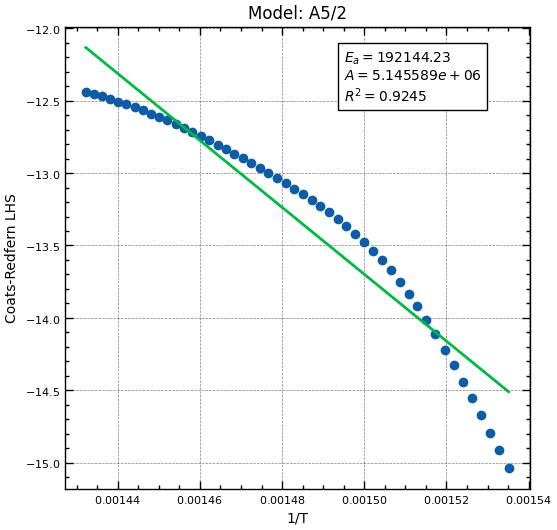 Model: A5/2
Eₐ = 192144.23
A = 5.145589e + 06
R² = 0.9245
Coats-Redfern LHS
−12.0
−12.5
−13.0
−13.5
−14.0
−14.5
−15.0
0.00144 0.00146 0.00148 0.00150 0.00152 0.00154
1/T